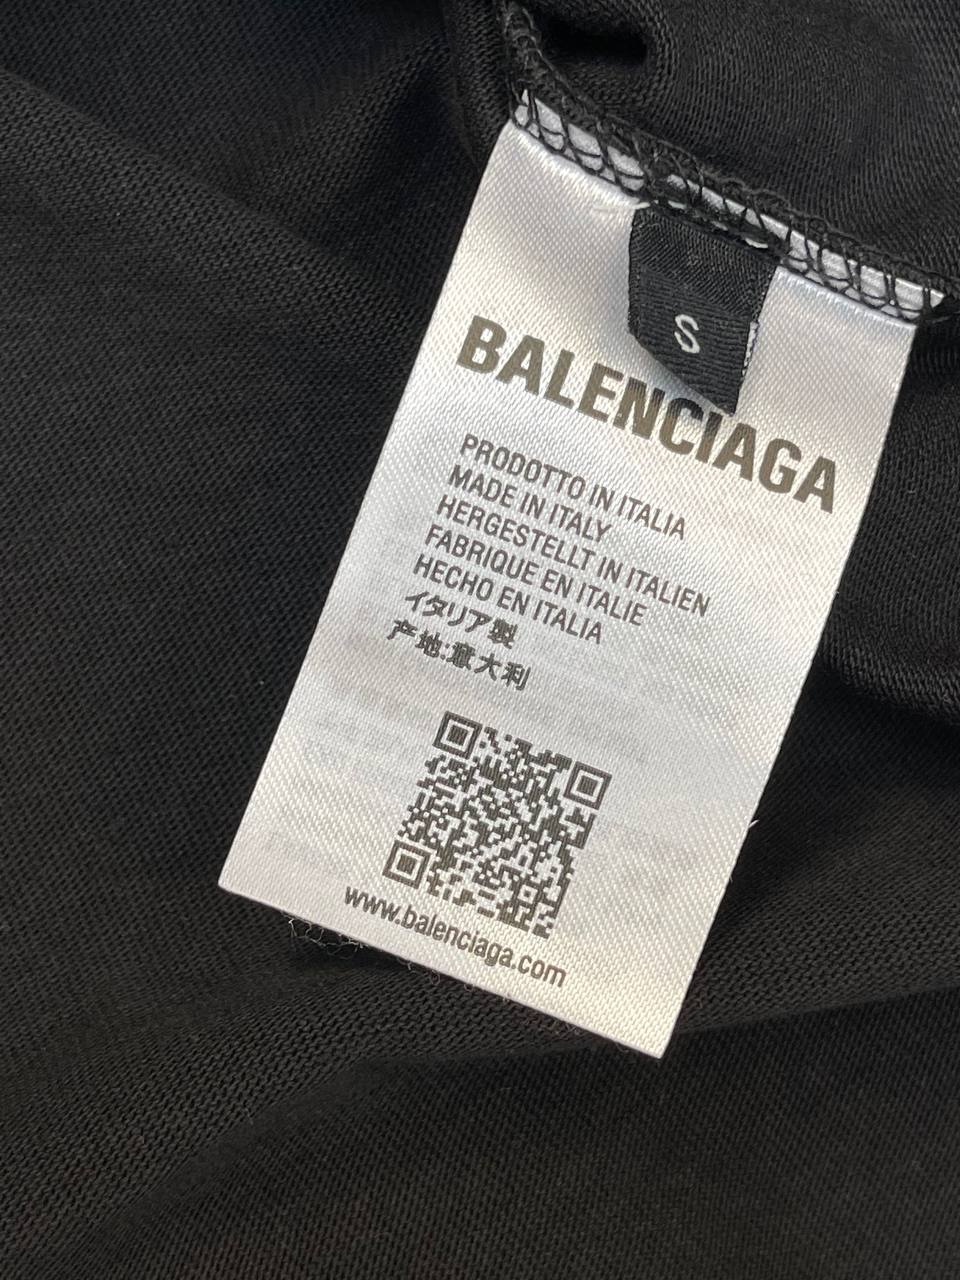 S
BALENCIAGA
PRODOTTO IN ITALIA
MADE IN ITALY
HERGESTELLT IN ITALIEN
FABRIQUE EN ITALIE
HECHO EN ITALIA
イタリア製
产地:意大利
www.balenciaga.com